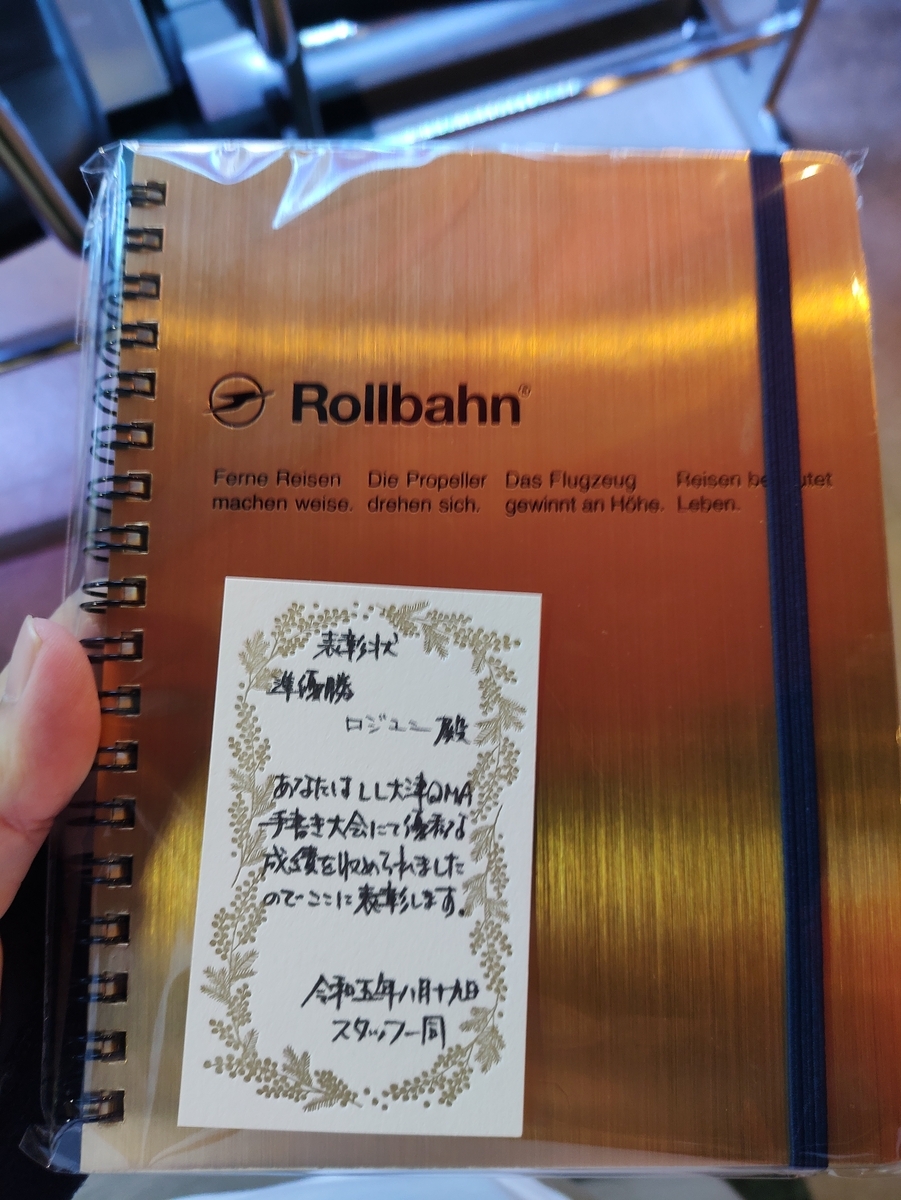 Rollbahn®
Ferne Reisen
machen weise.
Die Propeller
drehen sich.
Das Flugzeug
gewinnt an Höhe.
Reisen
Leben.
表彰状
準優勝
ロジユニ殿
あなたはLL大津QMA
手書き大会にて優秀な
成績を収められました
のでここに表彰します。
令和五年八月十九日
スタッフ一同